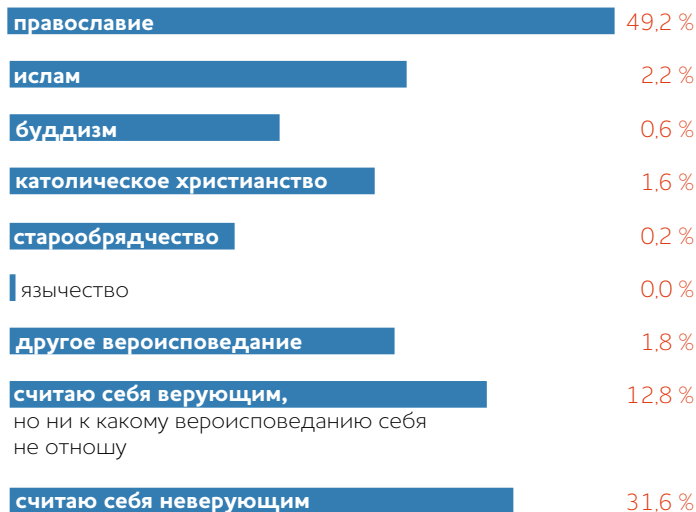 православие 49,2 %
ислам 2,2 %
буддизм 0,6 %
католическое христианство 1,6 %
старообрядчество 0,2 %
язычество 0,0 %
другое вероисповедание 1,8 %
считаю себя верующим, 12,8 %
но ни к какому вероисповеданию себя
не отношу
считаю себя неверующим 31,6 %